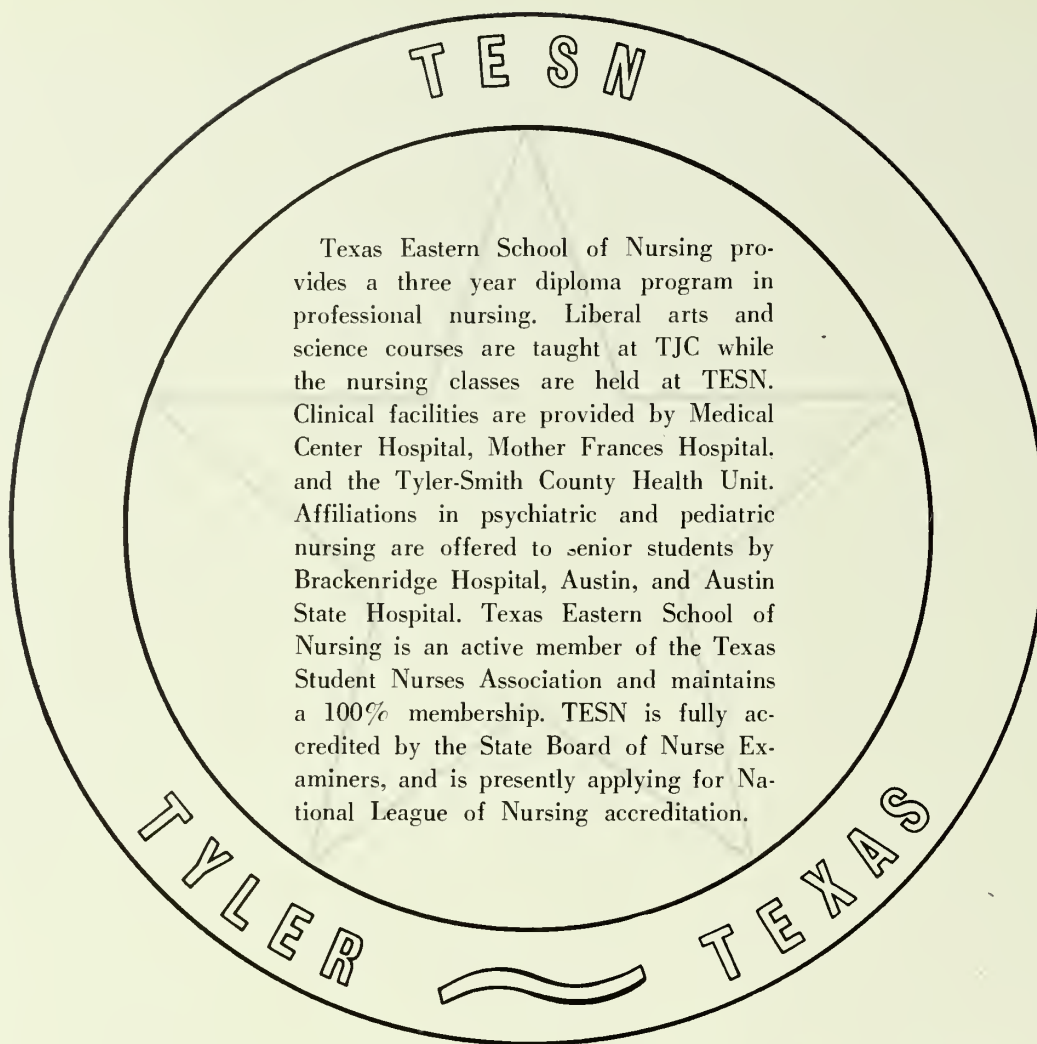 TESN
Texas Eastern School of Nursing pro-
vides a three year diploma program in
professional nursing. Liberal arts and
science courses are taught at TJC while
the nursing classes are held at TESN.
Clinical facilities are provided by Medical
Center Hospital, Mother Frances Hospital.
and the Tyler-Smith County Health Unit.
Affiliations in psychiatric and pediatric
nursing are offered to senior students by
Brackenridge Hospital, Austin, and Austin
State Hospital. Texas Eastern School of
Nursing is an active member of the Texas
Student Nurses Association and maintains
a 100% membership. TESN is fully ac-
credited by the State Board of Nurse Ex-
aminers, and is presently applying for Na-
tional League of Nursing accreditation.
TYLER ~ TEXAS